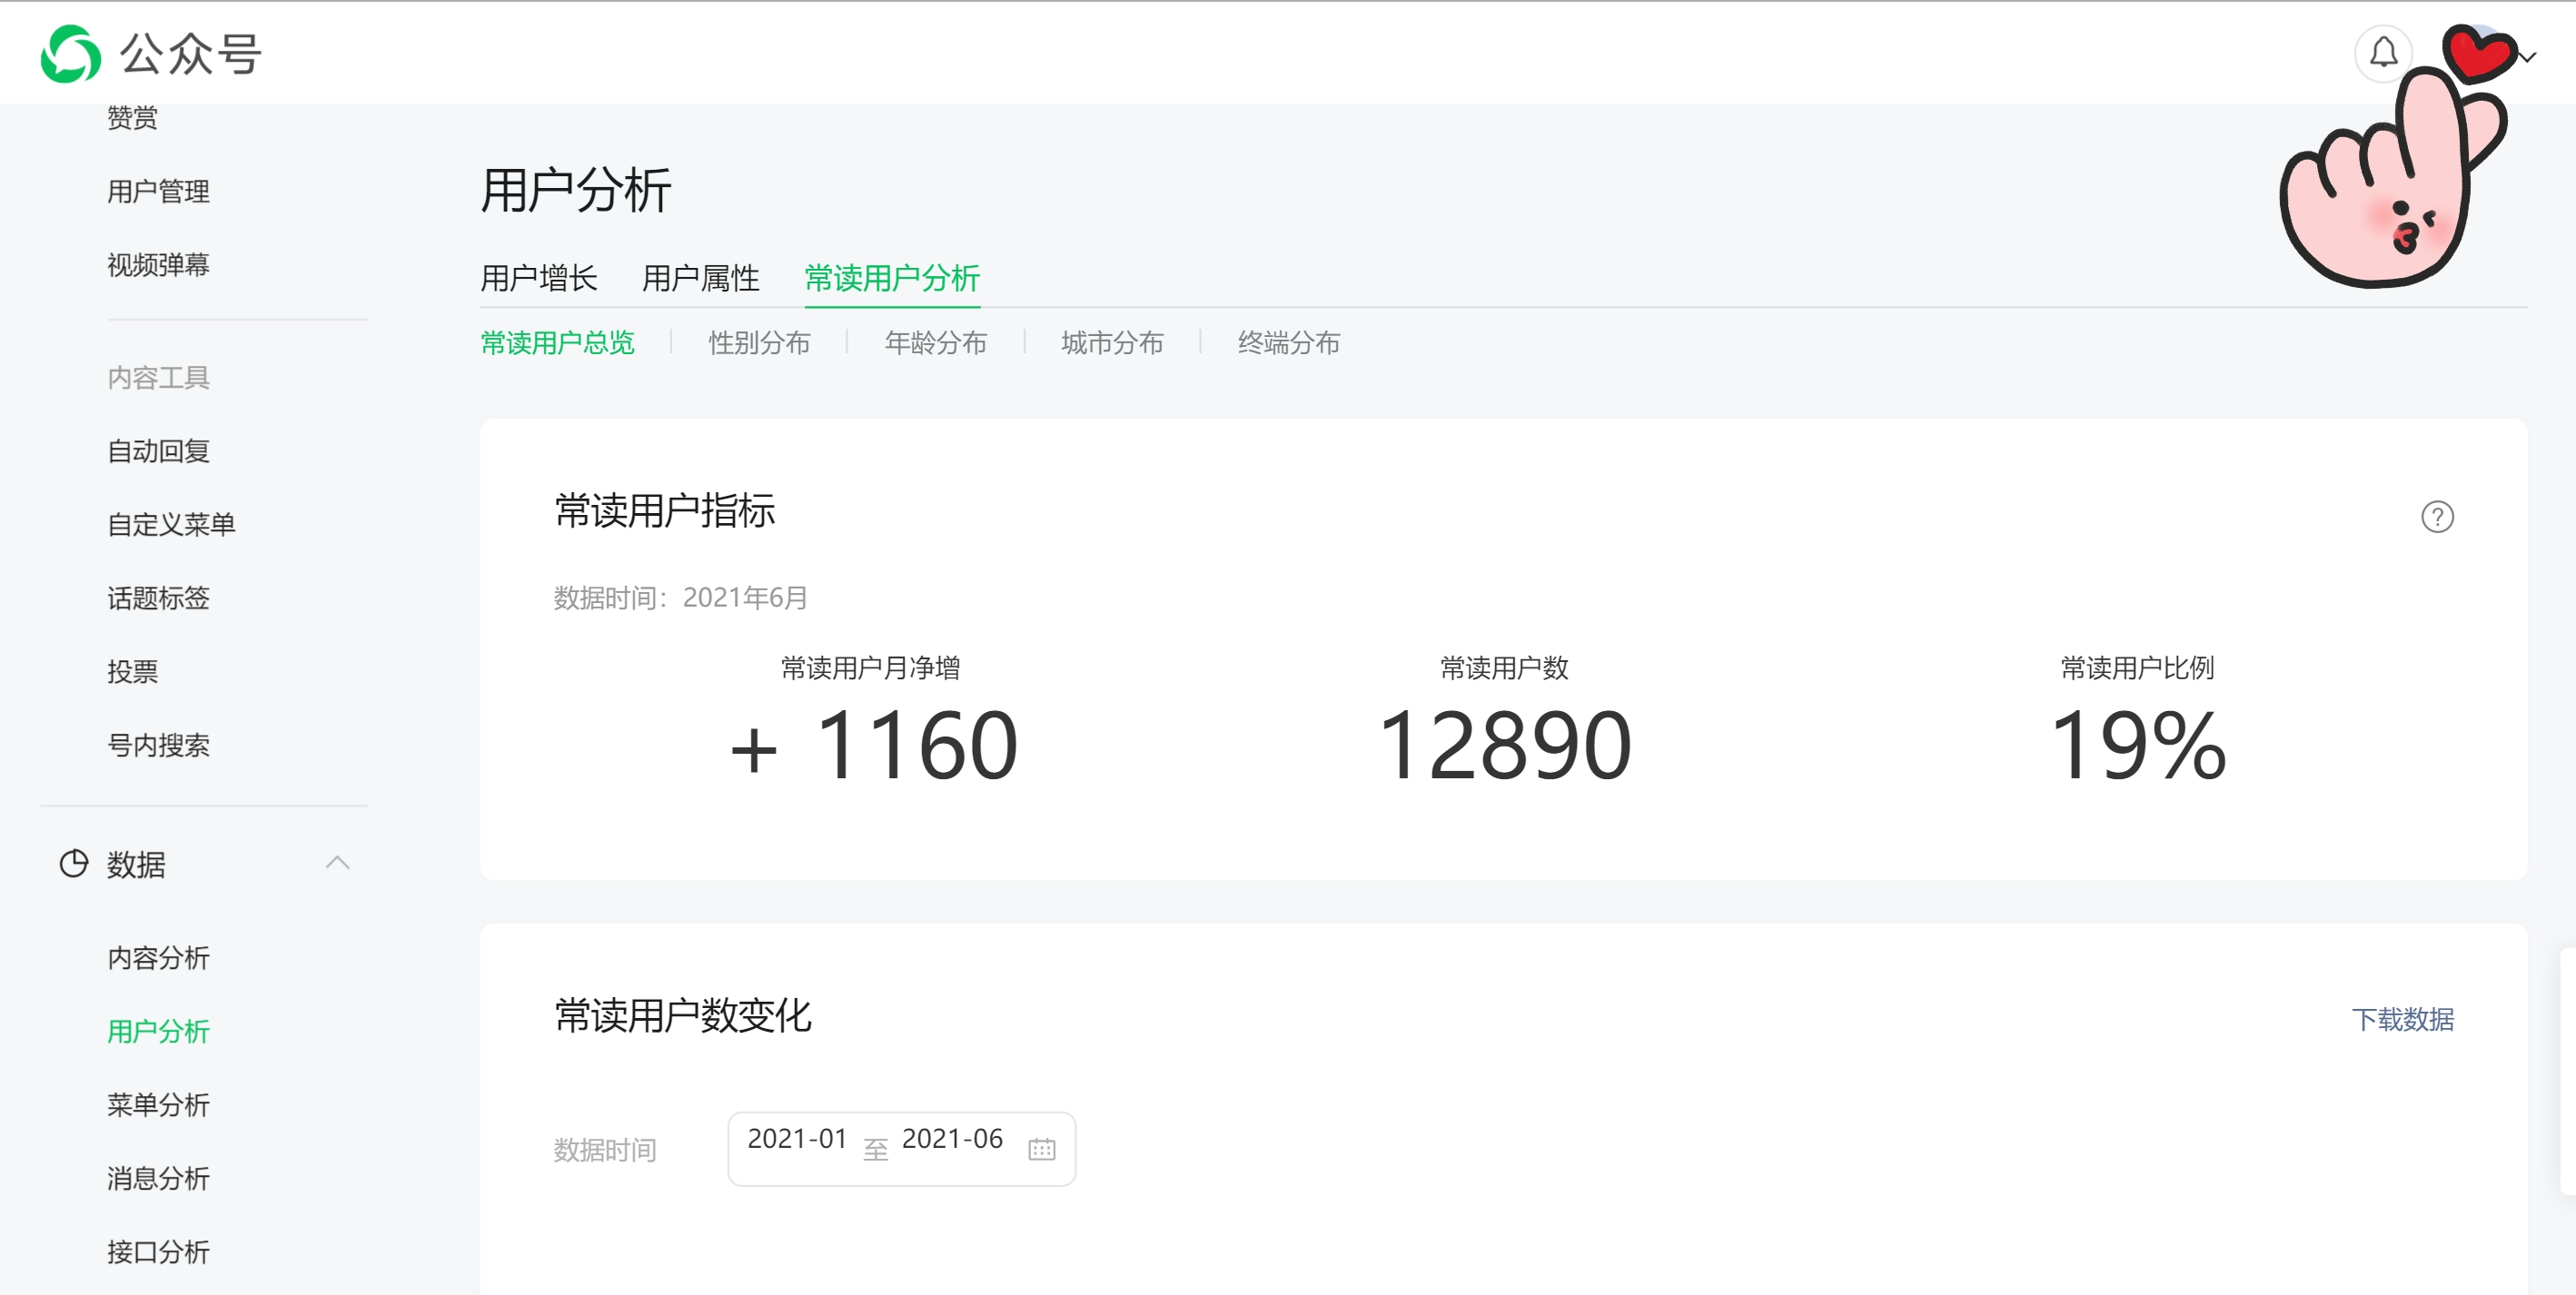 公众号
赞赏
用户管理
视频弹幕
内容工具
自动回复
自定义菜单
话题标签
投票
号内搜索
数据
内容分析
用户分析
菜单分析
消息分析
接口分析
用户分析
用户增长 用户属性 常读用户分析
常读用户总览 性别分布 年龄分布 城市分布 终端分布
常读用户指标
?
数据时间：2021年6月
常读用户月净增 常读用户数 常读用户比例
+ 1160 12890 19%
常读用户数变化 下载数据
数据时间 2021-01 至 2021-06